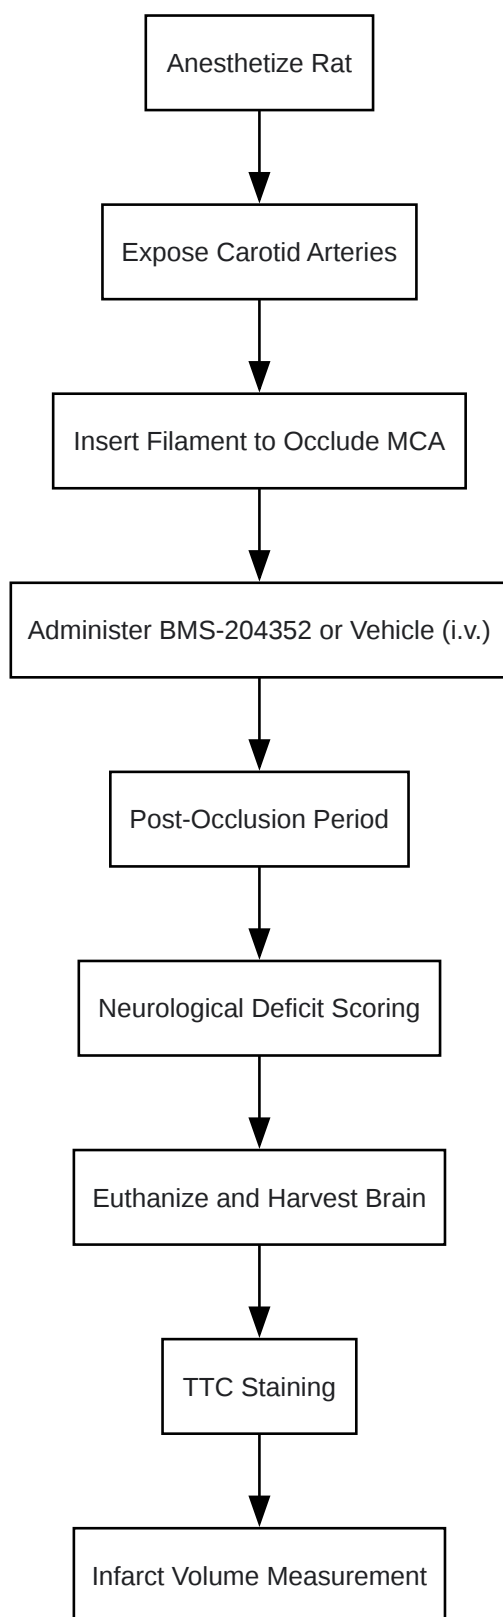 Anesthetize Rat
Expose Carotid Arteries
Insert Filament to Occlude MCA
Administer BMS-204352 or Vehicle (i.v.)
Post-Occlusion Period
Neurological Deficit Scoring
Euthanize and Harvest Brain
TTC Staining
Infarct Volume Measurement